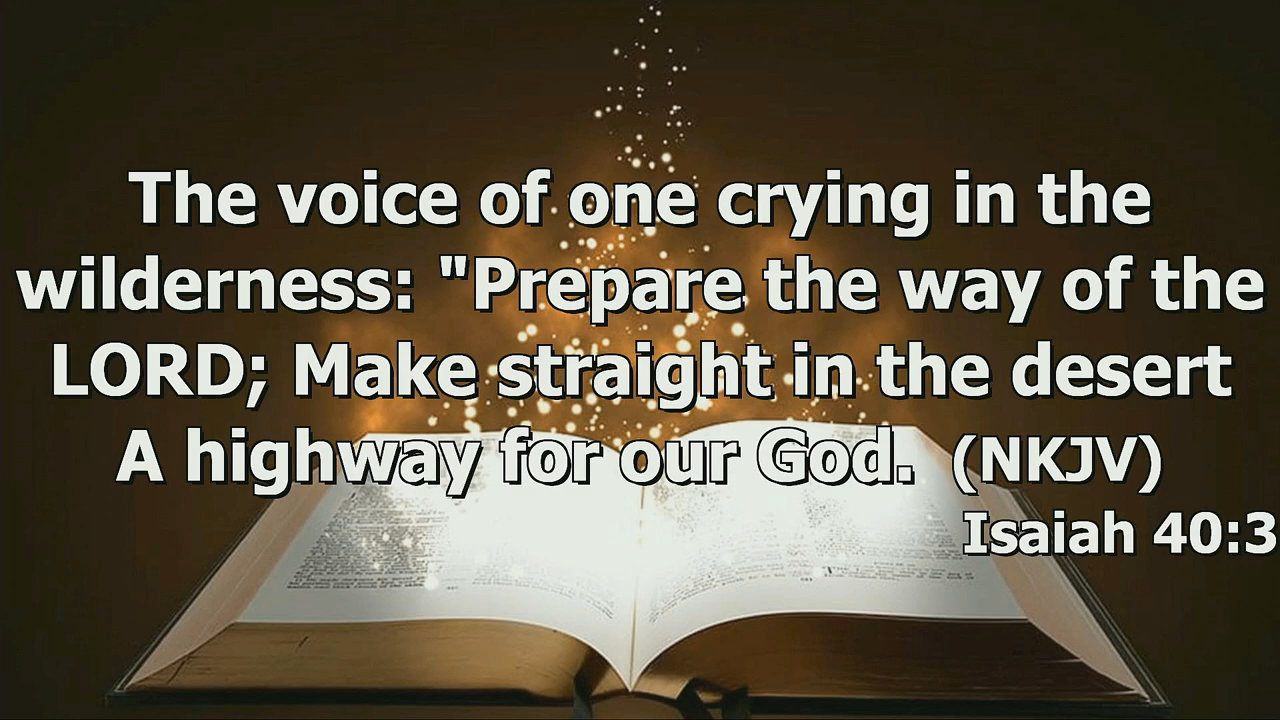 The voice of one crying in the
wilderness: "Prepare the way of the
LORD; Make straight in the desert
A highway for our God. (NKJV)
Isaiah 40:3